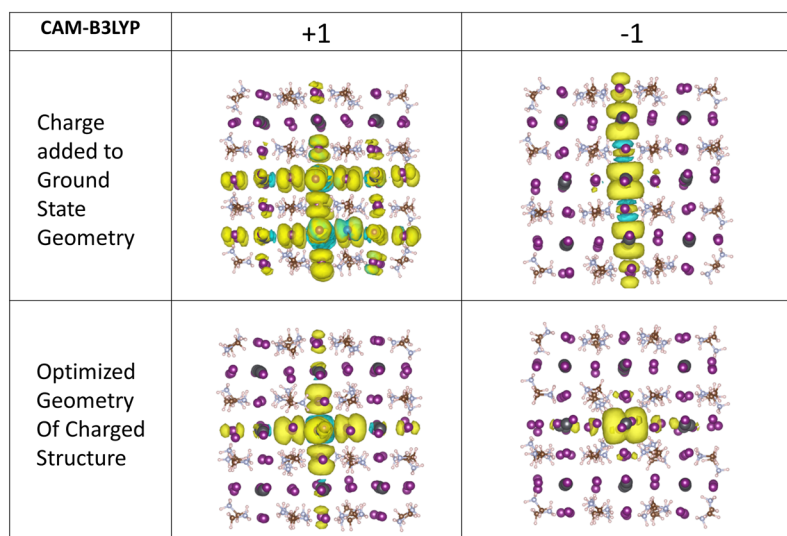 CAM-B3LYP
+1
-1
Charge
added to
Ground
State
Geometry
Optimized
Geometry
Of Charged
Structure